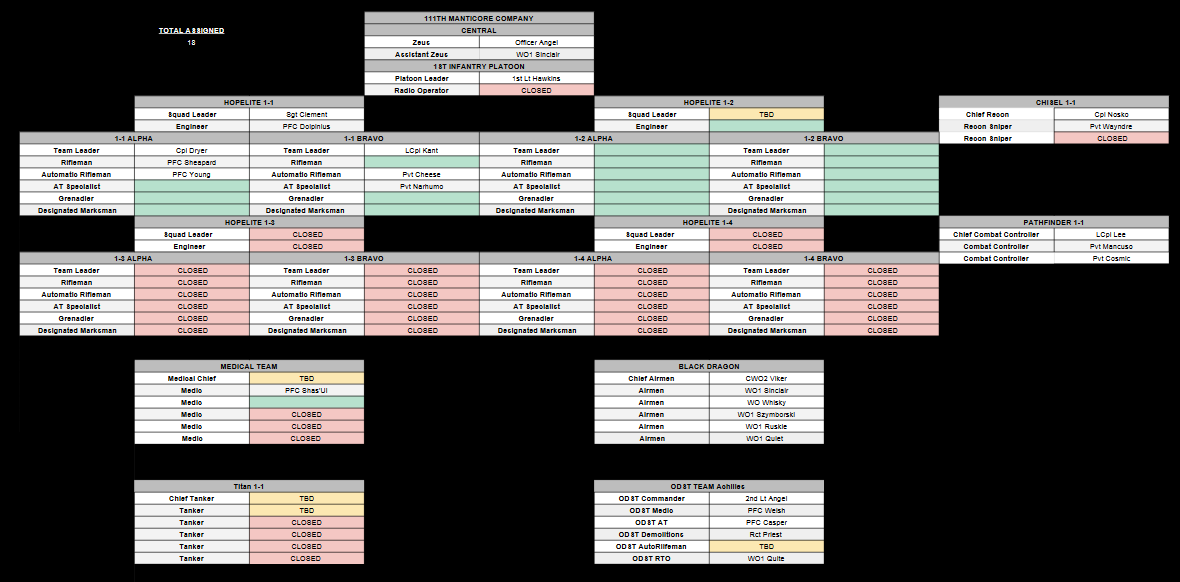 111TH MANTICORE COMPANY
TOTAL ASSIGNED
CENTRAL
18
Zeus Officer Angel
Assistant Zeus WO1 Sinclair
1ST INFANTRY PLATOON
Platoon Leader 1st Lt Hawkins
Radio Operator CLOSED
HOPELITE 1-1 HOPELITE 1-2 CHISEL 1-1
Squad Leader Sgt Clement Squad Leader TBD Chief Recon Cpl Nosko
Engineer PFC Dolpinius Engineer Recon Sniper Pvt Wayndre
1-1 ALPHA 1-1 BRAVO 1-2 ALPHA 1-2 BRAVO Recon Sniper CLOSED
Team Leader Cpl Dryer Team Leader LCpl Kant Team Leader Team Leader
Rifleman PFC Sheapard Rifleman Rifleman Rifleman
Automatic Rifleman PFC Young Automatic Rifleman Pvt Cheese Automatic Rifleman Automatic Rifleman
AT Specialist AT Specialist Pvt Narhumo AT Specialist AT Specialist
Grenadier Grenadier Grenadier Grenadier
Designated Marksman Designated Marksman Designated Marksman Designated Marksman
HOPELITE 1-3 HOPELITE 1-4 PATHFINDER 1-1
Squad Leader CLOSED Squad Leader CLOSED Chief Combat Controller LCpl Lee
Engineer CLOSED Engineer CLOSED Combat Controller Pvt Mancuso
1-3 ALPHA 1-3 BRAVO 1-4 ALPHA 1-4 BRAVO Combat Controller Pvt Cosmic
Team Leader CLOSED Team Leader CLOSED Team Leader CLOSED Team Leader CLOSED
Rifleman CLOSED Rifleman CLOSED Rifleman CLOSED Rifleman CLOSED
Automatic Rifleman CLOSED Automatic Rifleman CLOSED Automatic Rifleman CLOSED Automatic Rifleman CLOSED
AT Specialist CLOSED AT Specialist CLOSED AT Specialist CLOSED AT Specialist CLOSED
Grenadier CLOSED Grenadier CLOSED Grenadier CLOSED Grenadier CLOSED
Designated Marksman CLOSED Designated Marksman CLOSED Designated Marksman CLOSED Designated Marksman CLOSED
MEDICAL TEAM BLACK DRAGON
Medical Chief TBD Chief Airmen CWO2 Viker
Medic PFC Shas'Ui Airmen WO1 Sinclair
Medic Airmen WO Whisky
Medic CLOSED Airmen WO1 Szymborski
Medic CLOSED Airmen WO1 Ruskie
Medic CLOSED Airmen WO1 Quiet
Titan 1-1 ODST TEAM Achilles
Chief Tanker TBD ODST Commander 2nd Lt Angel
Tanker TBD ODST Medic PFC Welsh
Tanker CLOSED ODST AT PFC Casper
Tanker CLOSED ODST Demolitions Rct Priest
Tanker CLOSED ODST AutoRifleman TBD
Tanker CLOSED ODST RTO WO1 Quite